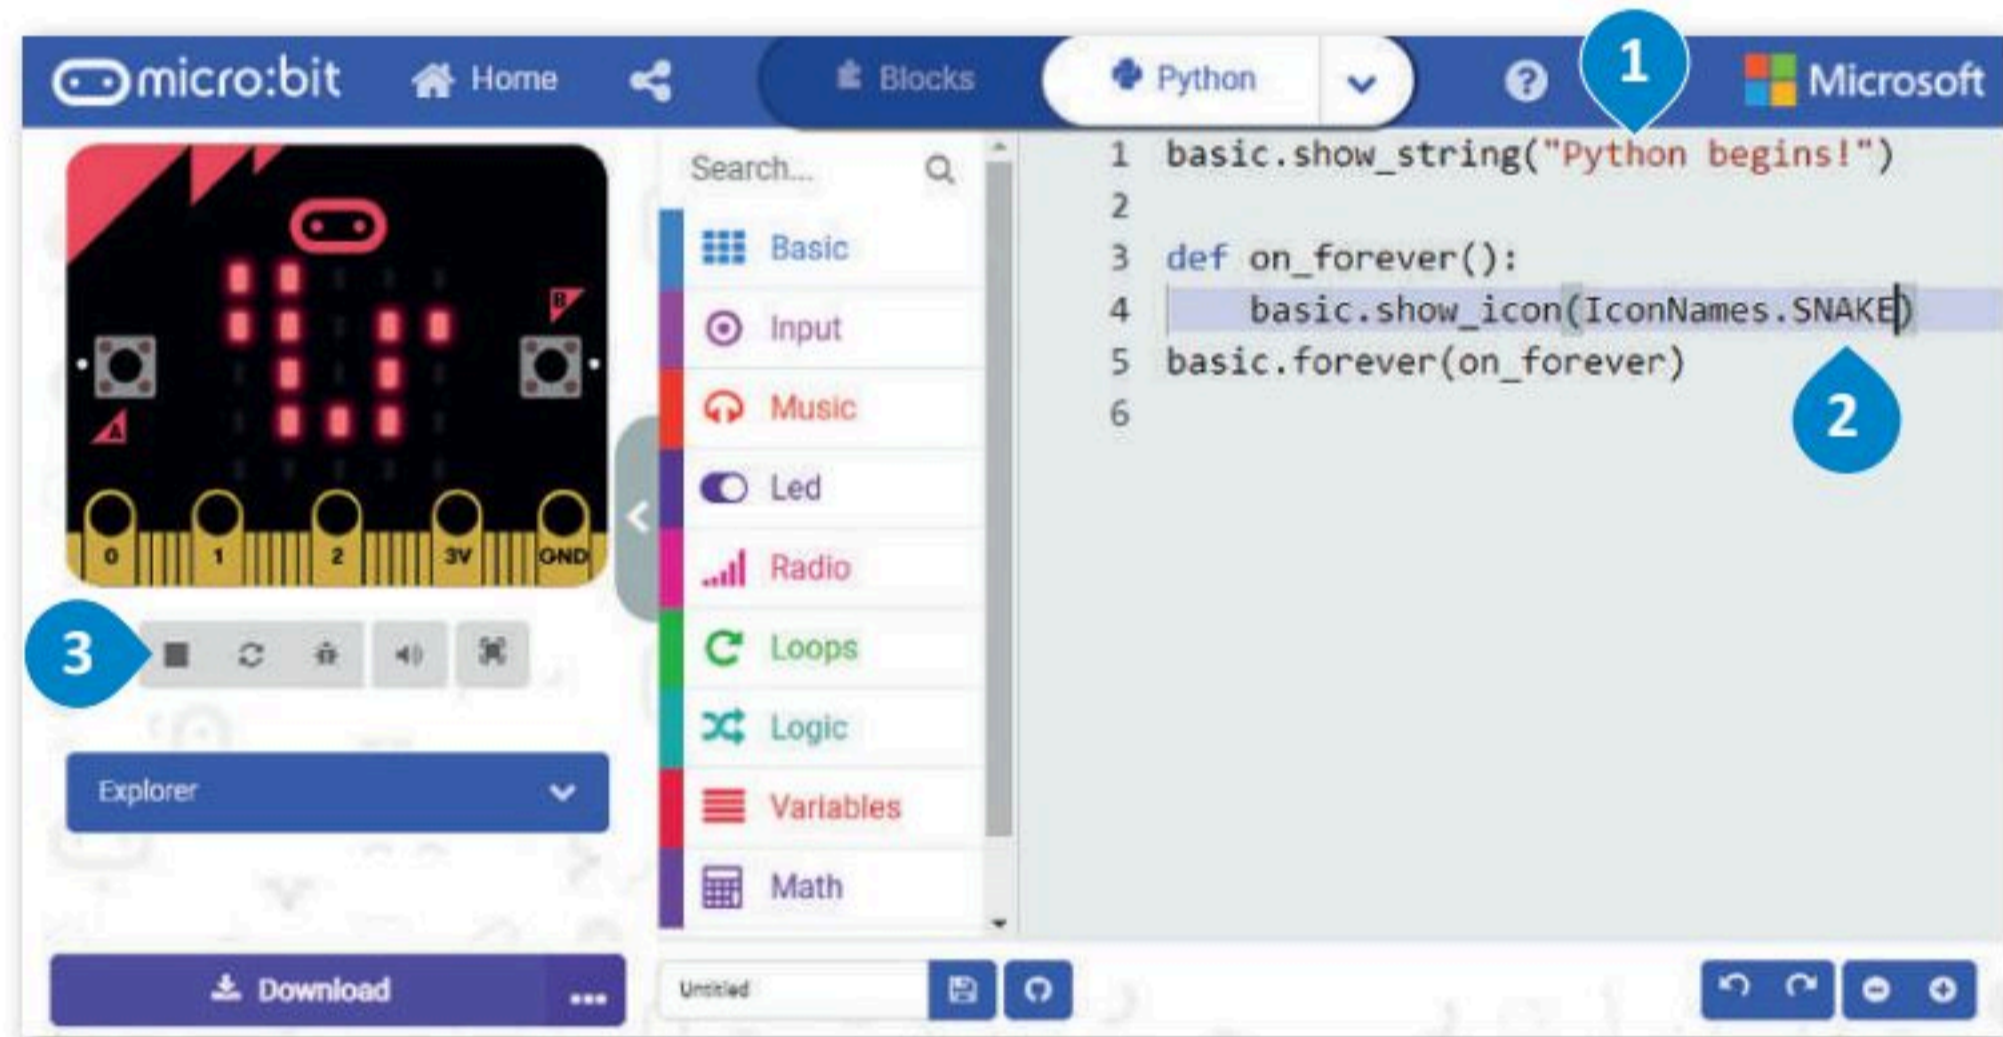 micro:bit Home Blocks Python ? 1 Microsoft
Search...
Basic
Input
Music
Led
Radio
Loops
Logic
Variables
Math
B
A
0 1 2 3V GND
3
Explorer
Download ...
1 basic.show_string("Python begins!")
2
3 def on_forever():
4 basic.show_icon(IconNames.SNAKE)
5 basic.forever(on_forever)
6
2
Untitled